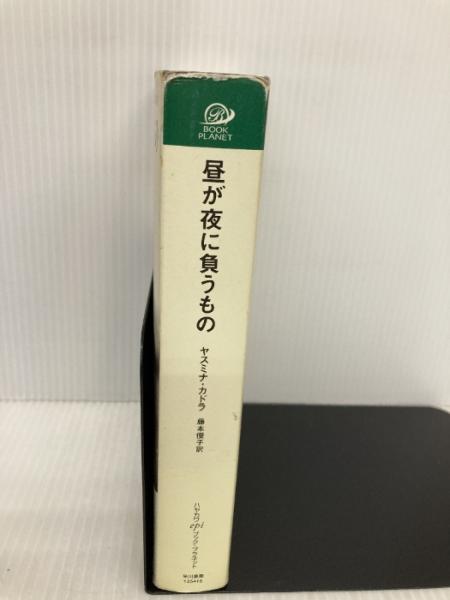 BOOK
PLANET
昼が夜に負うもの
ヤスミナ・カドラ
藤本優子訳
ハヤカワepiブック・プラネット
早川書房